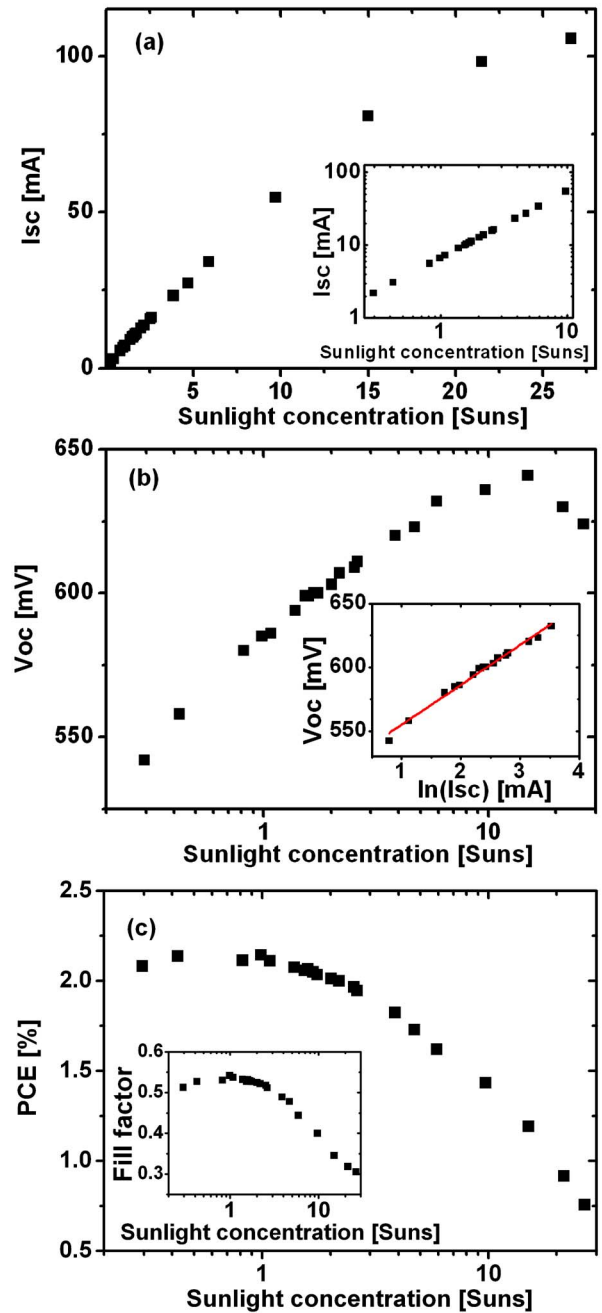 (a)
Isc [mA]
100
50
0
Isc [mA]
100
10
1
1
10
Sunlight concentration [Suns]
5 10 15 20 25
Sunlight concentration [Suns]
(b)
Voc [mV]
650
600
550
Voc [mV]
650
600
550
1 2 3 4
ln(Isc) [mA]
1 10
Sunlight concentration [Suns]
(c)
PCE [%]
2.5
2.0
1.5
1.0
0.5
Fill factor
0.6
0.5
0.4
0.3
1 10
Sunlight concentration [Suns]
1 10
Sunlight concentration [Suns]